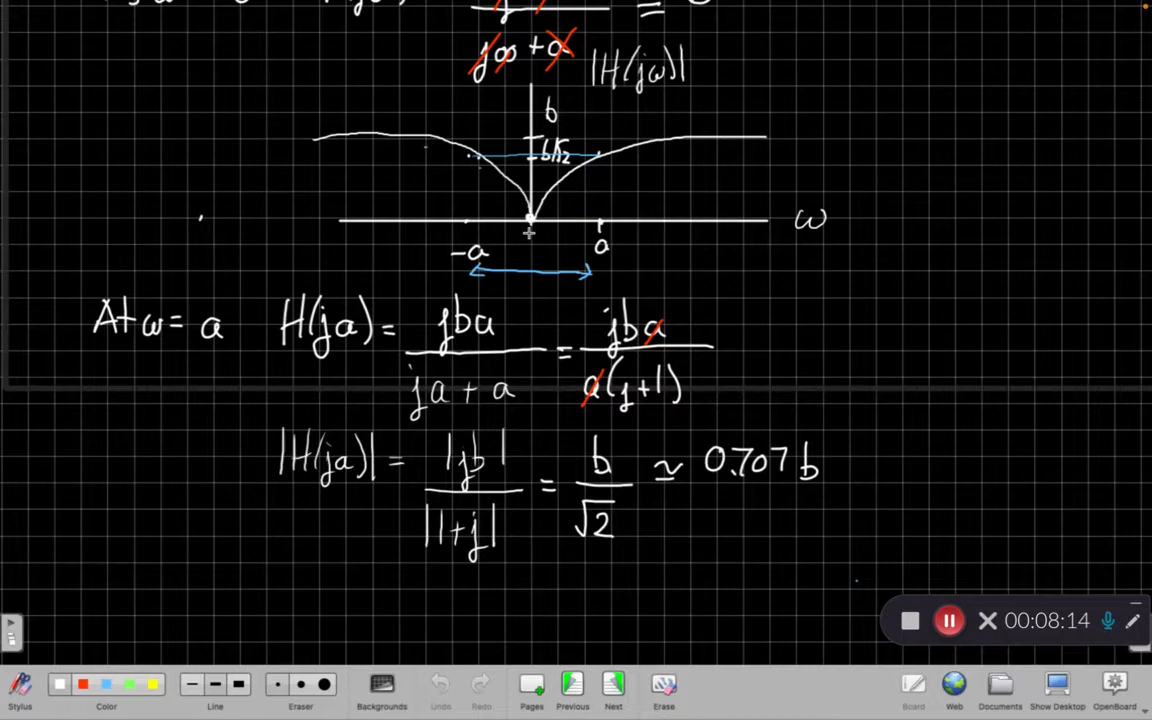 j∞ + a
|H(jω)|
b
b/√2
ω
-a
a
At ω = a H(ja) = jba / (ja + a) = jba / a(j+1)
|H(ja)| = |jb| / |1+j| = b / √2 ≃ 0.707 b
00:08:14
Stylus Color Line Eraser Backgrounds Undo Redo Pages Previous Next Erase Board Web Documents Show Desktop OpenBoard